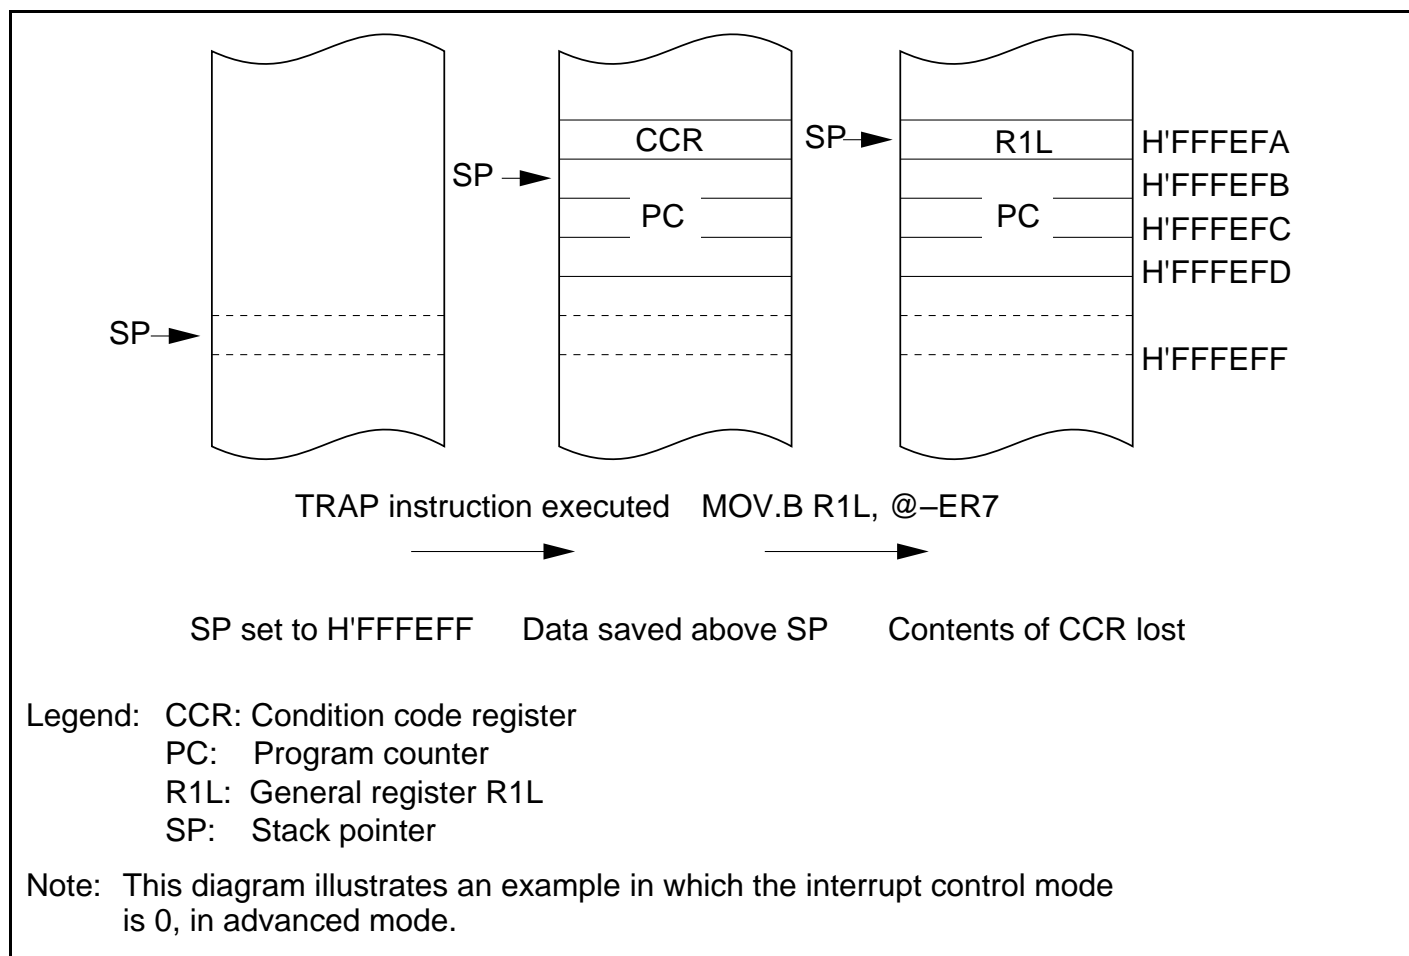 CCR SP R1L H'FFFEFA
SP H'FFFEFB
PC PC H'FFFEFC
H'FFFEFD
SP H'FFFEFF
TRAP instruction executed MOV.B R1L, @–ER7
SP set to H'FFFEFF Data saved above SP Contents of CCR lost
Legend: CCR: Condition code register
PC: Program counter
R1L: General register R1L
SP: Stack pointer
Note: This diagram illustrates an example in which the interrupt control mode
is 0, in advanced mode.